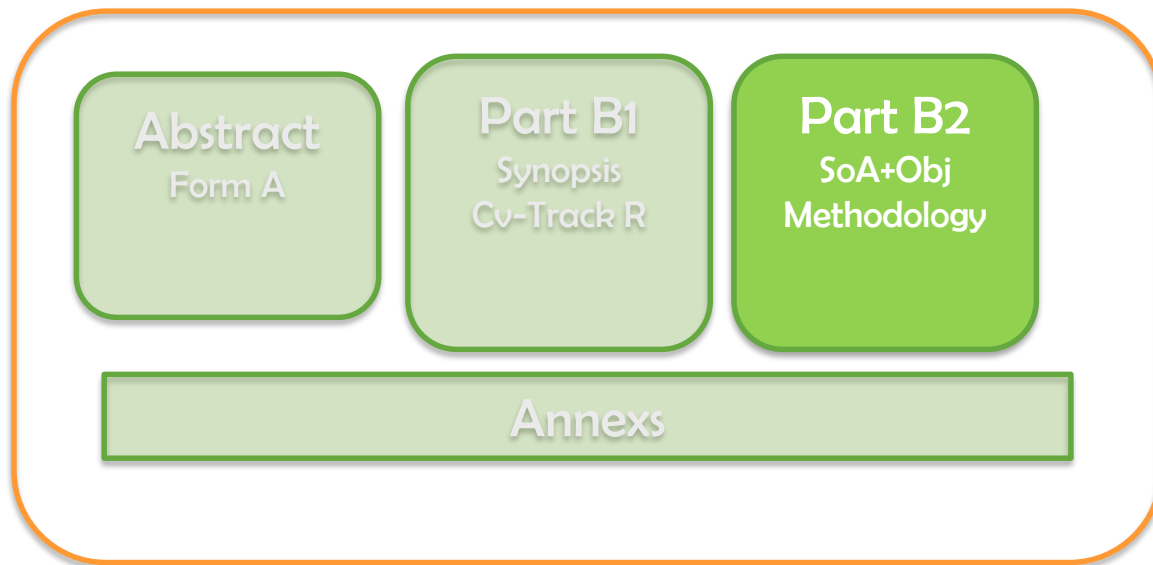 Abstract
Form A
Part B1
Synopsis
Cv-Track R
Part B2
SoA+Obj
Methodology
Annexs